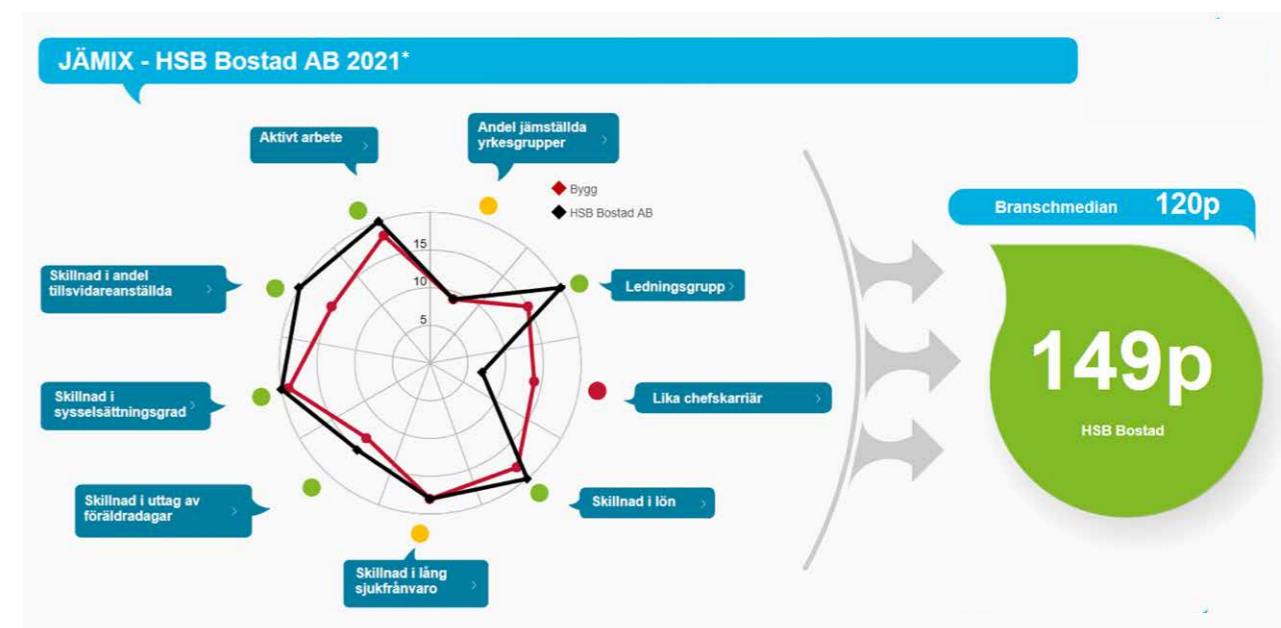 JÄMIX - HSB Bostad AB 2021*
Aktivt arbete
Andel jämställda
yrkesgrupper
Bygg
HSB Bostad AB
15
10
5
Skillnad i andel
tillsvidareanställda
Ledningsgrupp
Skillnad i
sysselsättningsgrad
Lika chefskarriär
Skillnad i uttag av
föräldradagar
Skillnad i lön
Skillnad i lång
sjukfrånvaro
Branschmedian 120p
149p
HSB Bostad